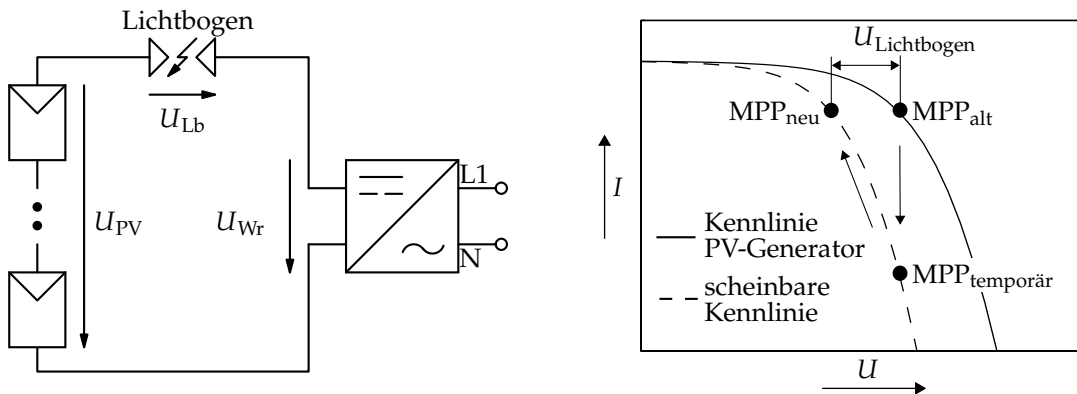 Lichtbogen
U_Lb
U_PV
U_Wr
L1
N
U_Lichtbogen
MPP_neu
MPP_alt
I
Kennlinie
PV-Generator
MPP_temporär
scheinbare
Kennlinie
U